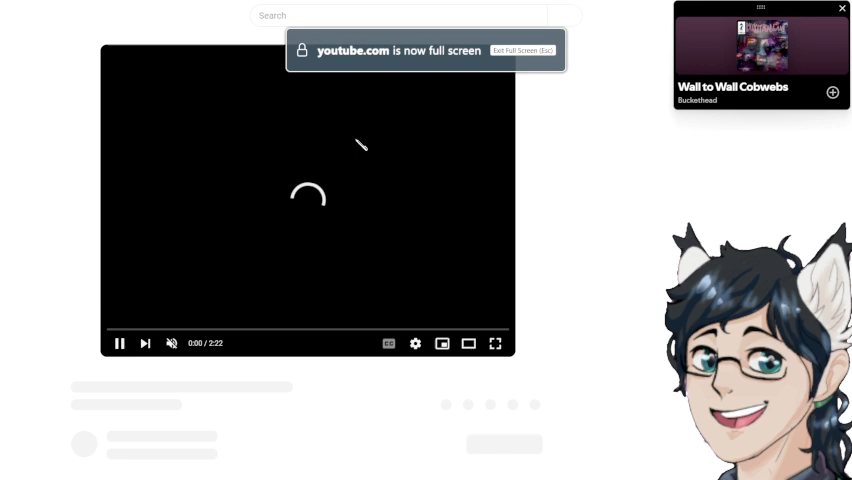 Search
youtube.com is now full screen
Exit Full Screen (Esc)
Wall to Wall Cobwebs
Buckethead
0:00 / 2:22
CC